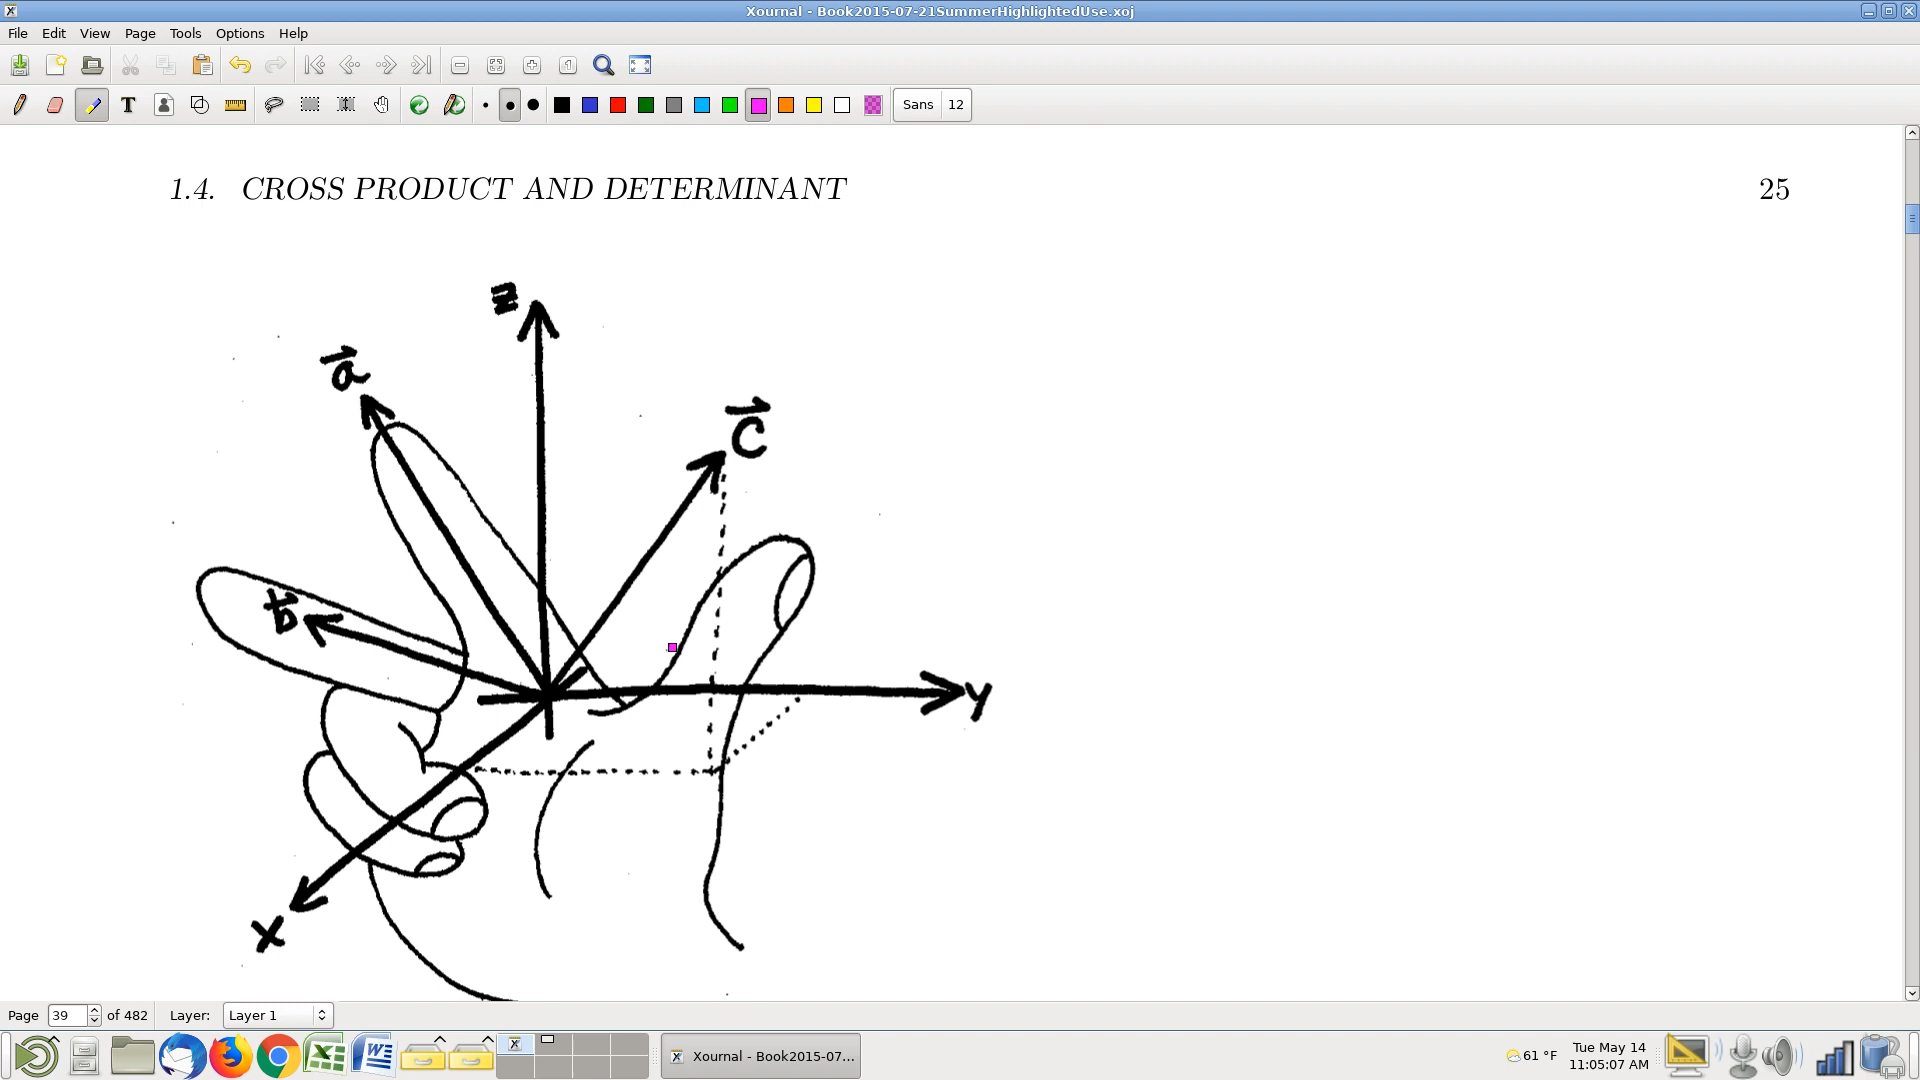 Xournal - Book2015-07-21SummerHighlightedUse.xoj
File Edit View Page Tools Options Help
T Sans 12
1.4. CROSS PRODUCT AND DETERMINANT 25
z
a
c
b
y
x
Page 39 of 482 Layer: Layer 1
Xournal - Book2015-07...
61 °F
Tue May 14
11:05:07 AM